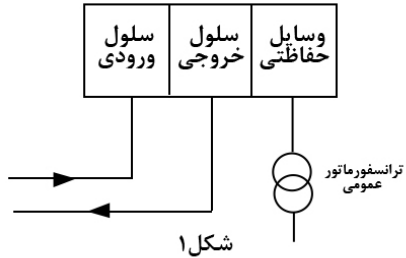 وسایل
حفاظتی
سلول
خروجی
سلول
ورودی
ترانسفورماتور
عمومی
شکل۱